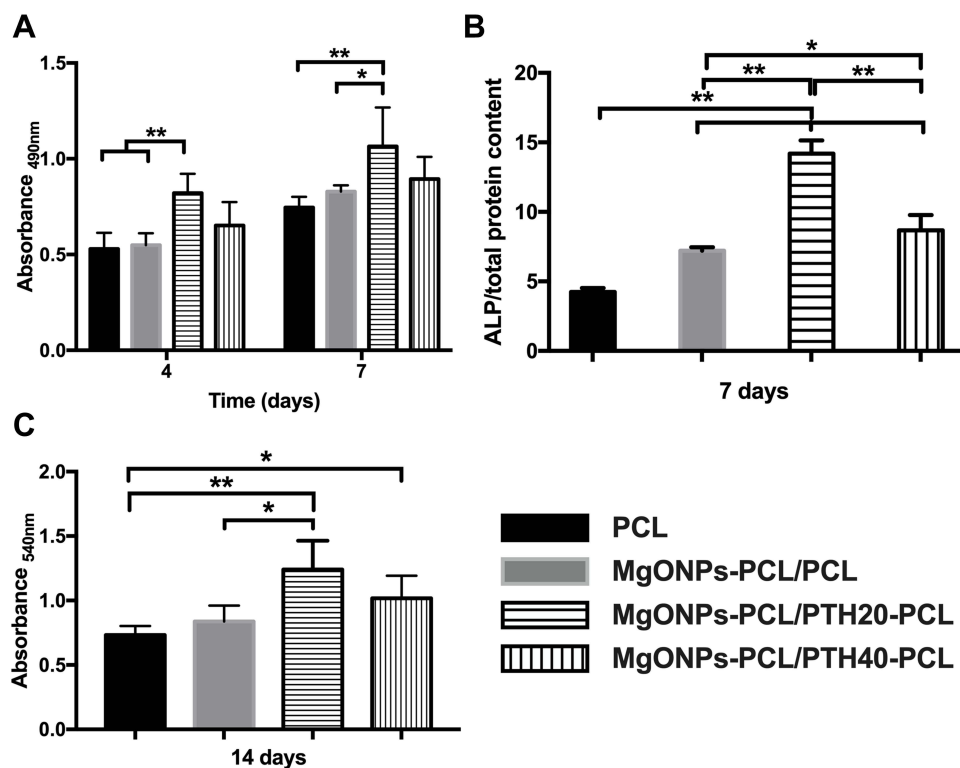 A
1.5
1.0
0.5
0.0
Absorbance 490nm
**
**
*
4
7
Time (days)
B
20
15
10
5
0
ALP/total protein content
*
**
**
**
7 days
C
2.0
1.5
1.0
0.5
0.0
Absorbance 540nm
*
**
*
14 days
PCL
MgONPs-PCL/PCL
MgONPs-PCL/PTH20-PCL
MgONPs-PCL/PTH40-PCL